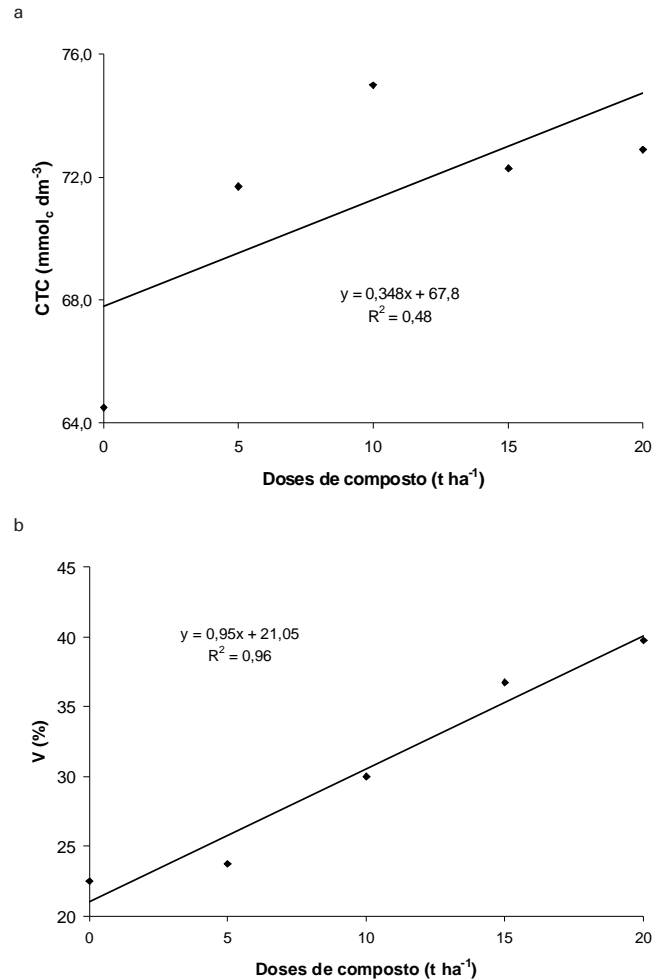 a
76,0
72,0
68,0
64,0
CTC (mmolc dm-3)
y = 0,348x + 67,8
R2 = 0,48
0 5 10 15 20
Doses de composto (t ha-1)
b
45
40
35
30
25
20
V (%)
y = 0,95x + 21,05
R2 = 0,96
0 5 10 15 20
Doses de composto (t ha-1)